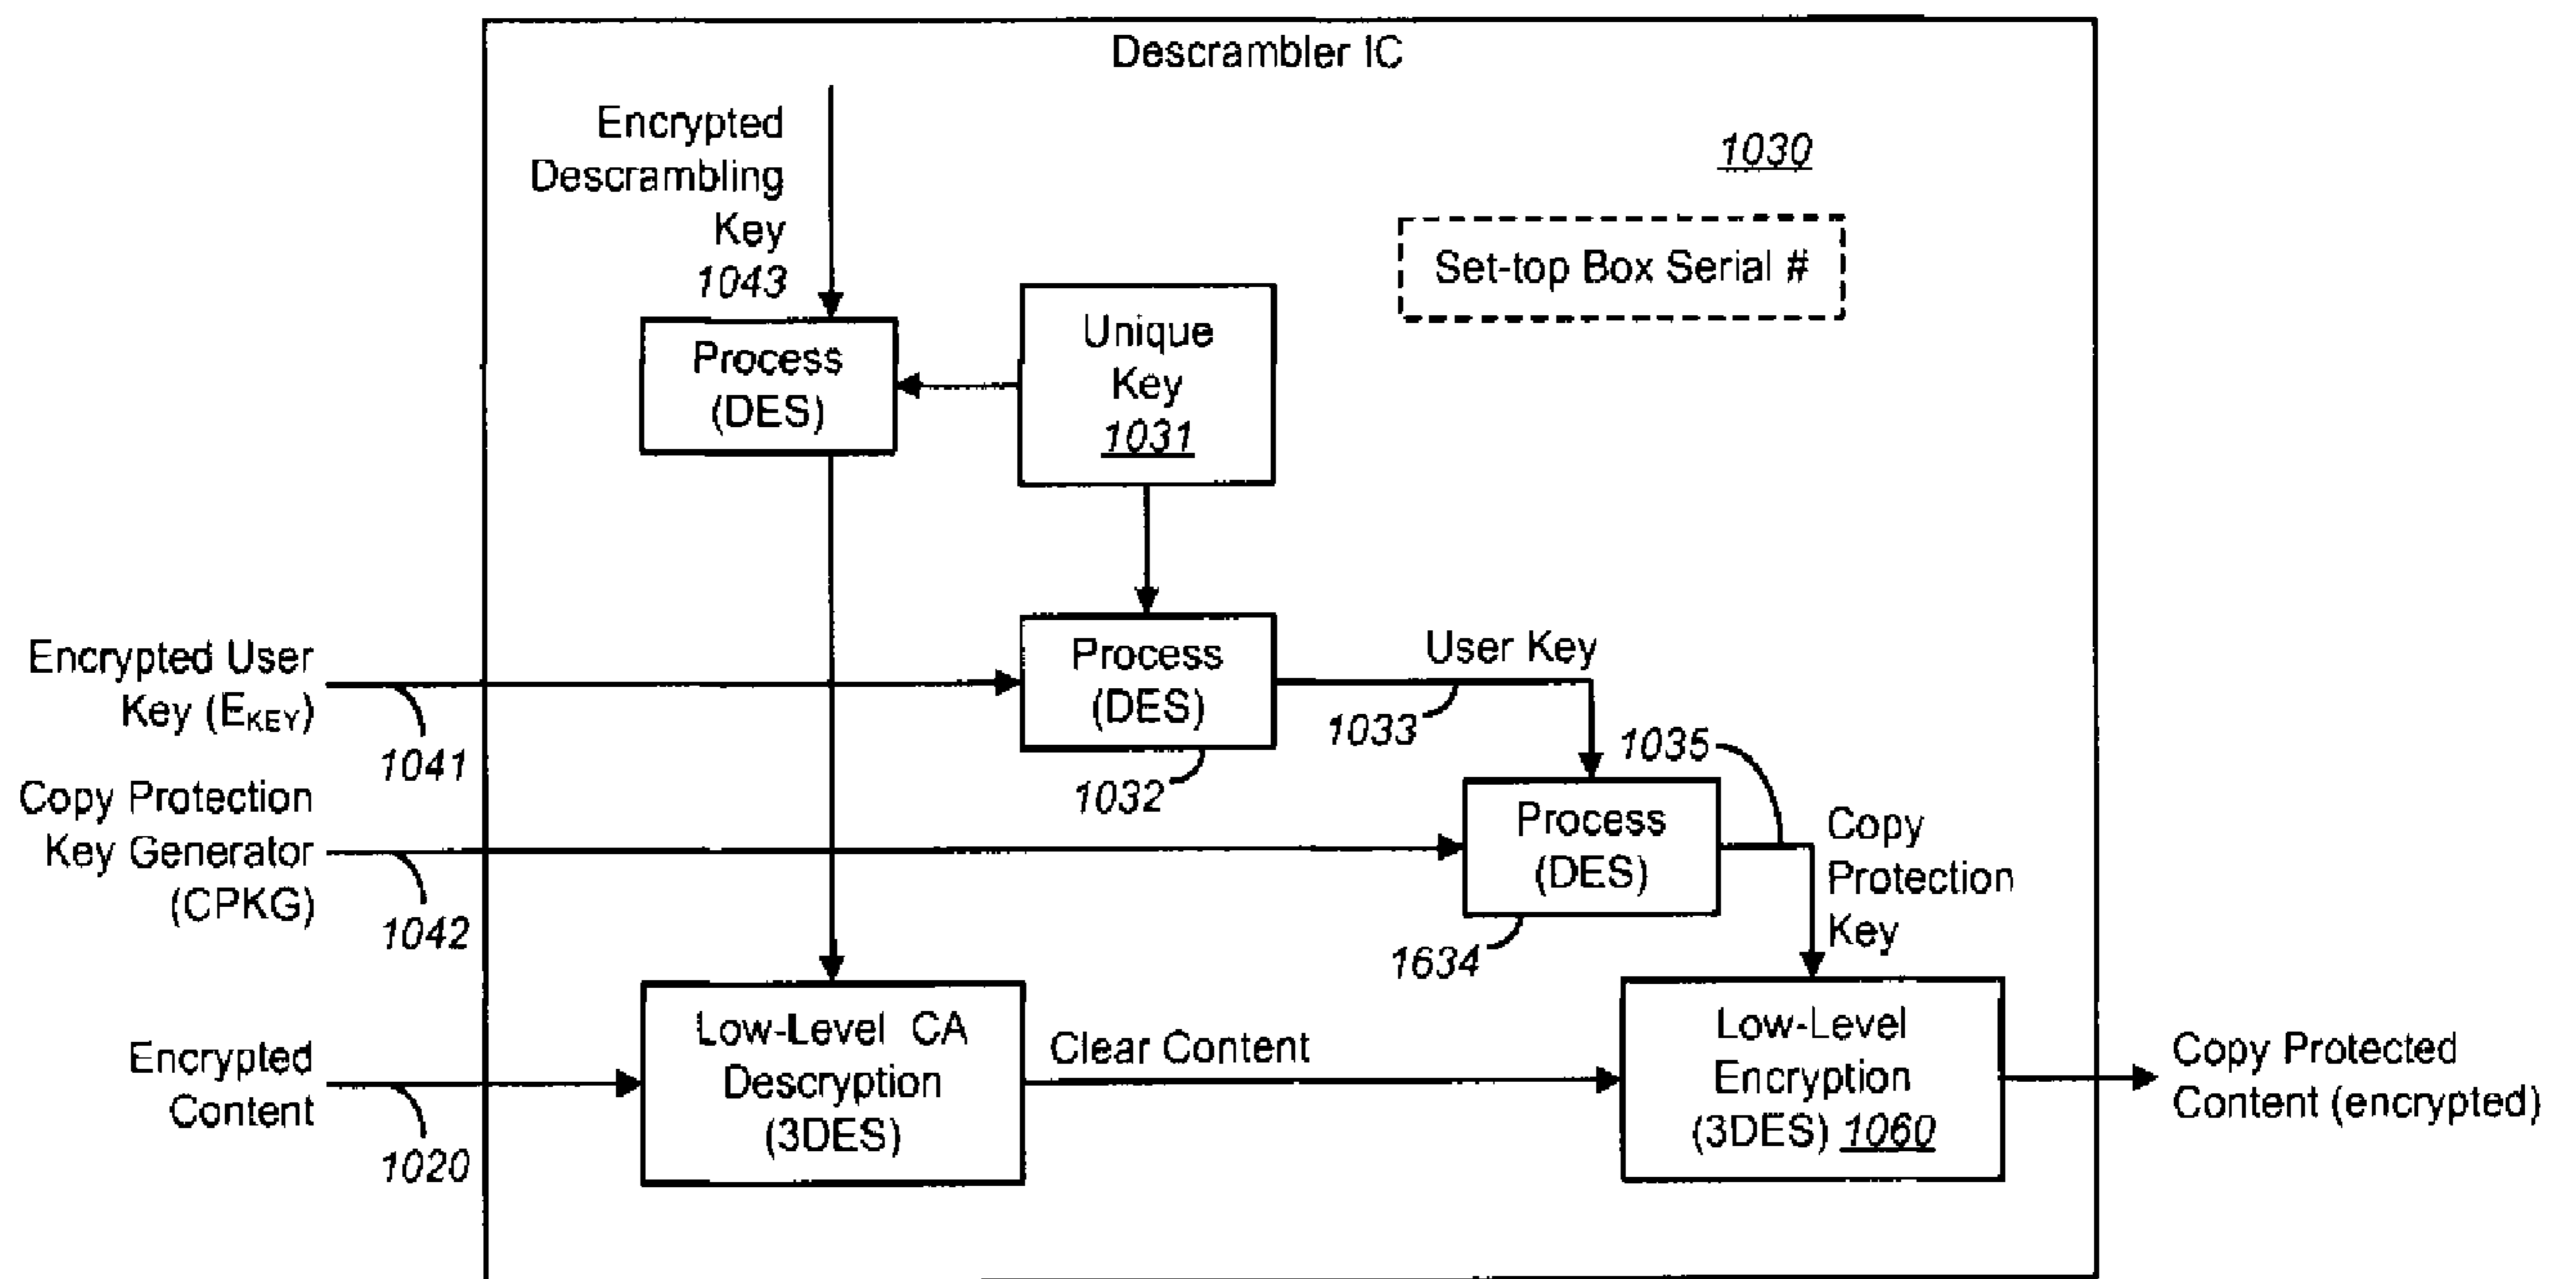 Descrambler IC
Encrypted
Descrambling
Key
1043
1030
Set-top Box Serial #
Process
(DES)
Unique
Key
1031
Encrypted User
Key (EKEY)
1041
Process
(DES)
1032
User Key
1033
1035
Copy Protection
Key Generator
(CPKG)
1042
Process
(DES)
1634
Copy
Protection
Key
Encrypted
Content
1020
Low-Level CA
Descryption
(3DES)
Clear Content
Low-Level
Encryption
(3DES) 1060
Copy Protected
Content (encrypted)